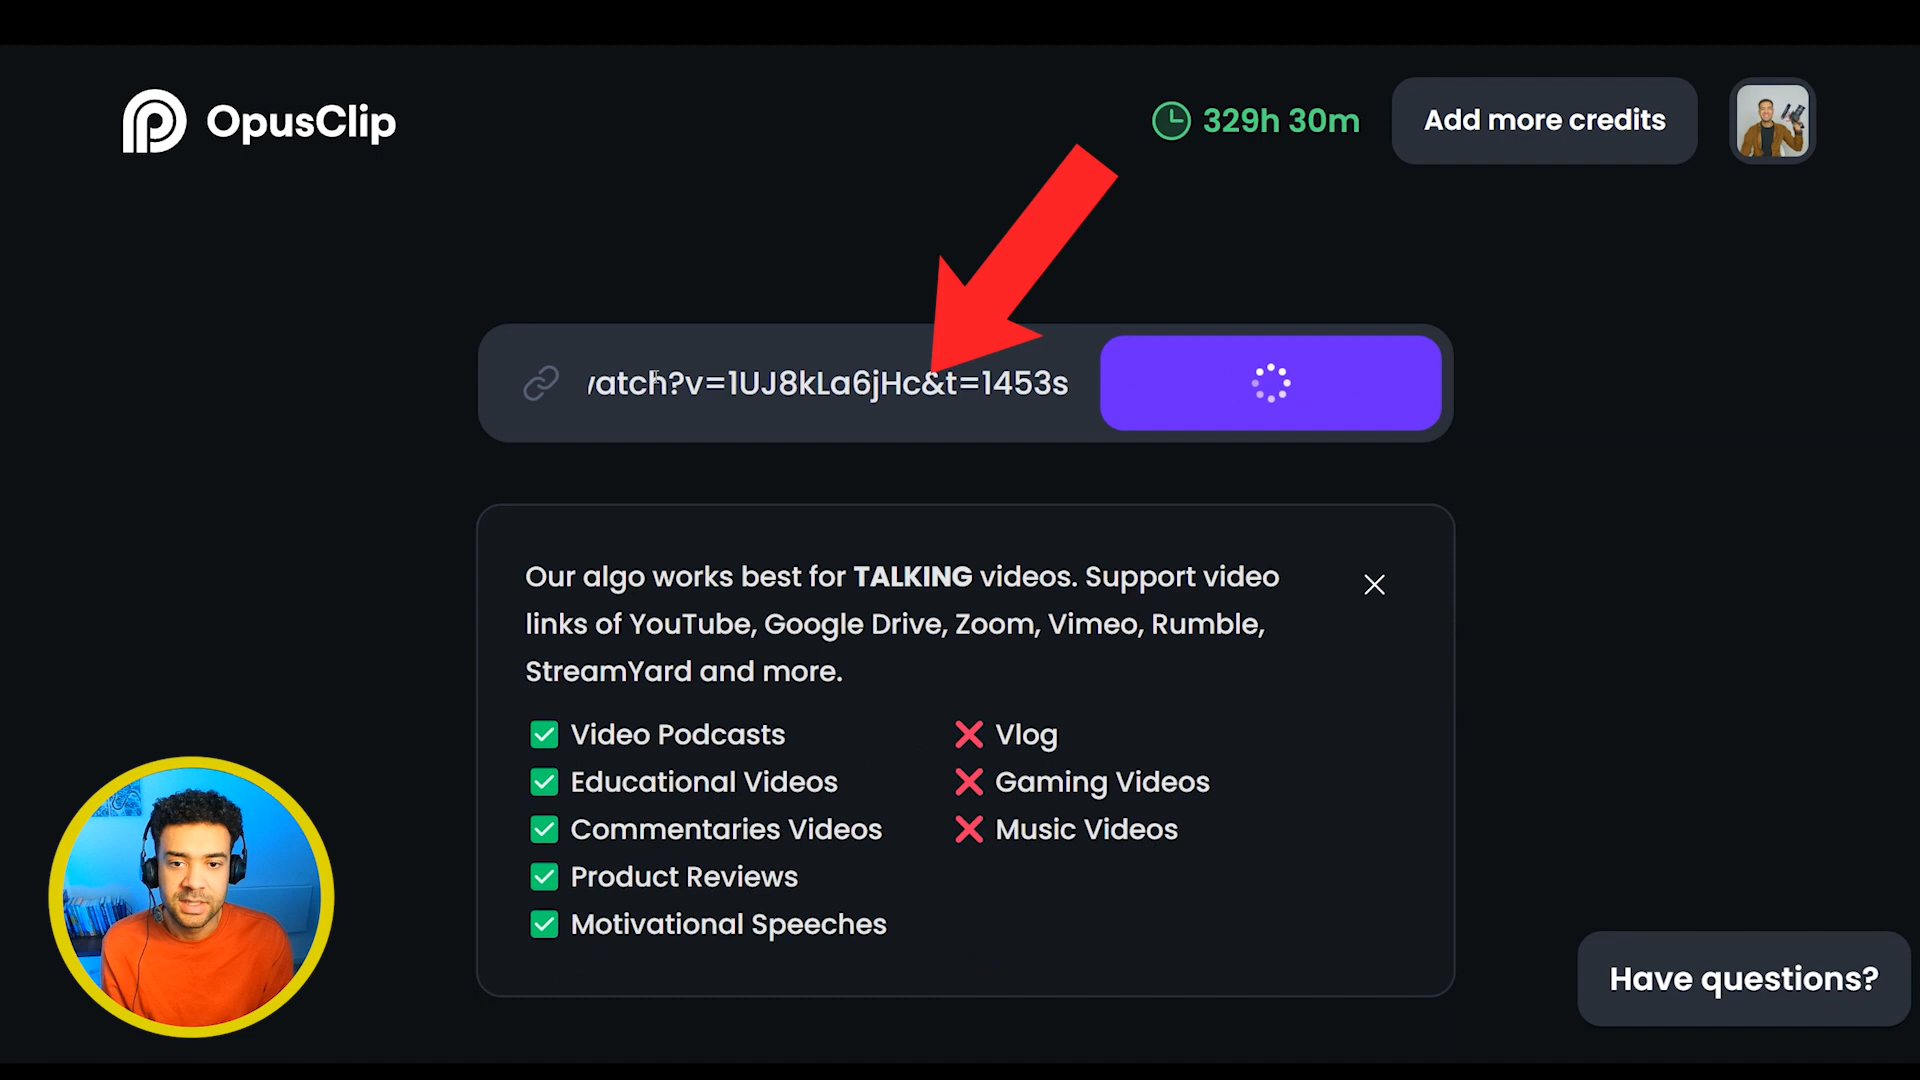 OpusClip
329h 30m
Add more credits
watch?v=1UJ8kLa6jHc&t=1453s
Our algo works best for TALKING videos. Support video
links of YouTube, Google Drive, Zoom, Vimeo, Rumble,
StreamYard and more.
Video Podcasts
Educational Videos
Commentaries Videos
Product Reviews
Motivational Speeches
Vlog
Gaming Videos
Music Videos
Have questions?